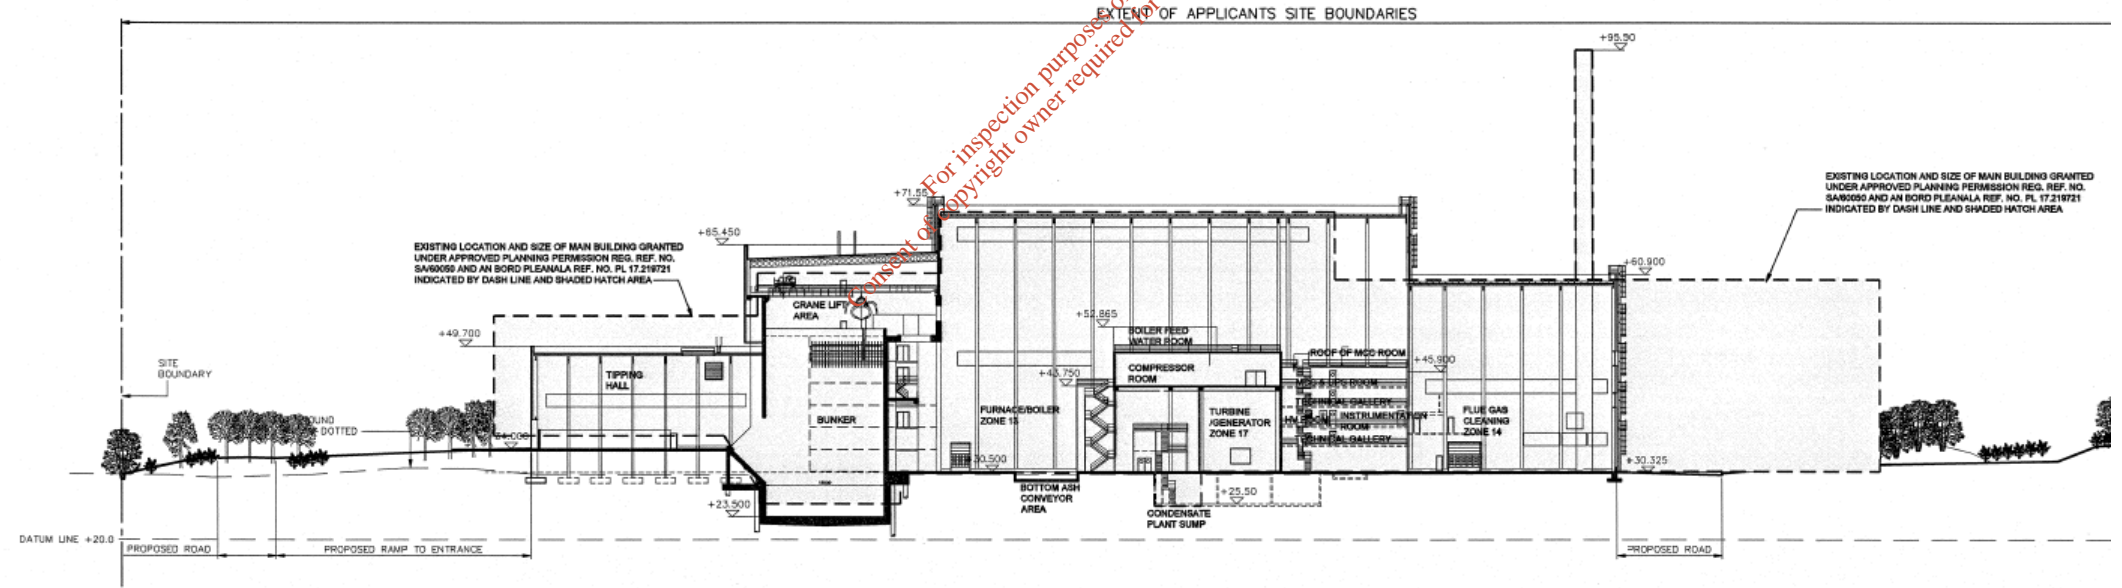 EXTENT OF APPLICANTS SITE BOUNDARIES
For inspection purposes
Consent of copyright owner required for
+95.90
+71.55
+65.450
+60.900
EXISTING LOCATION AND SIZE OF MAIN BUILDING GRANTED
UNDER APPROVED PLANNING PERMISSION REG. REF. NO.
SA/60050 AND AN BORD PLEANALA REF. NO. PL 17.219721
INDICATED BY DASH LINE AND SHADED HATCH AREA
EXISTING LOCATION AND SIZE OF MAIN BUILDING GRANTED
UNDER APPROVED PLANNING PERMISSION REG. REF. NO.
SA/60050 AND AN BORD PLEANALA REF. NO. PL 17.219721
INDICATED BY DASH LINE AND SHADED HATCH AREA
CRANE LIFT
AREA
+52.865
+49.700
BOILER FEED
WATER ROOM
ROOF OF MCC ROOM
+45.900
SITE
BOUNDARY
TIPPING
HALL
COMPRESSOR
ROOM
+43.750
TECHNICAL GALLERY
BUNKER
FURNACE/BOILER
ZONE 13
TURBINE
/GENERATOR
ZONE 17
INSTRUMENTATION
ROOM
TECHNICAL GALLERY
FLUE GAS
CLEANING
ZONE 14
DOTTED
+30.500
+30.325
BOTTOM ASH
CONVEYOR
AREA
+25.50
+23.500
CONDENSATE
PLANT SUMP
DATUM LINE +20.0
PROPOSED ROAD
PROPOSED RAMP TO ENTRANCE
PROPOSED ROAD